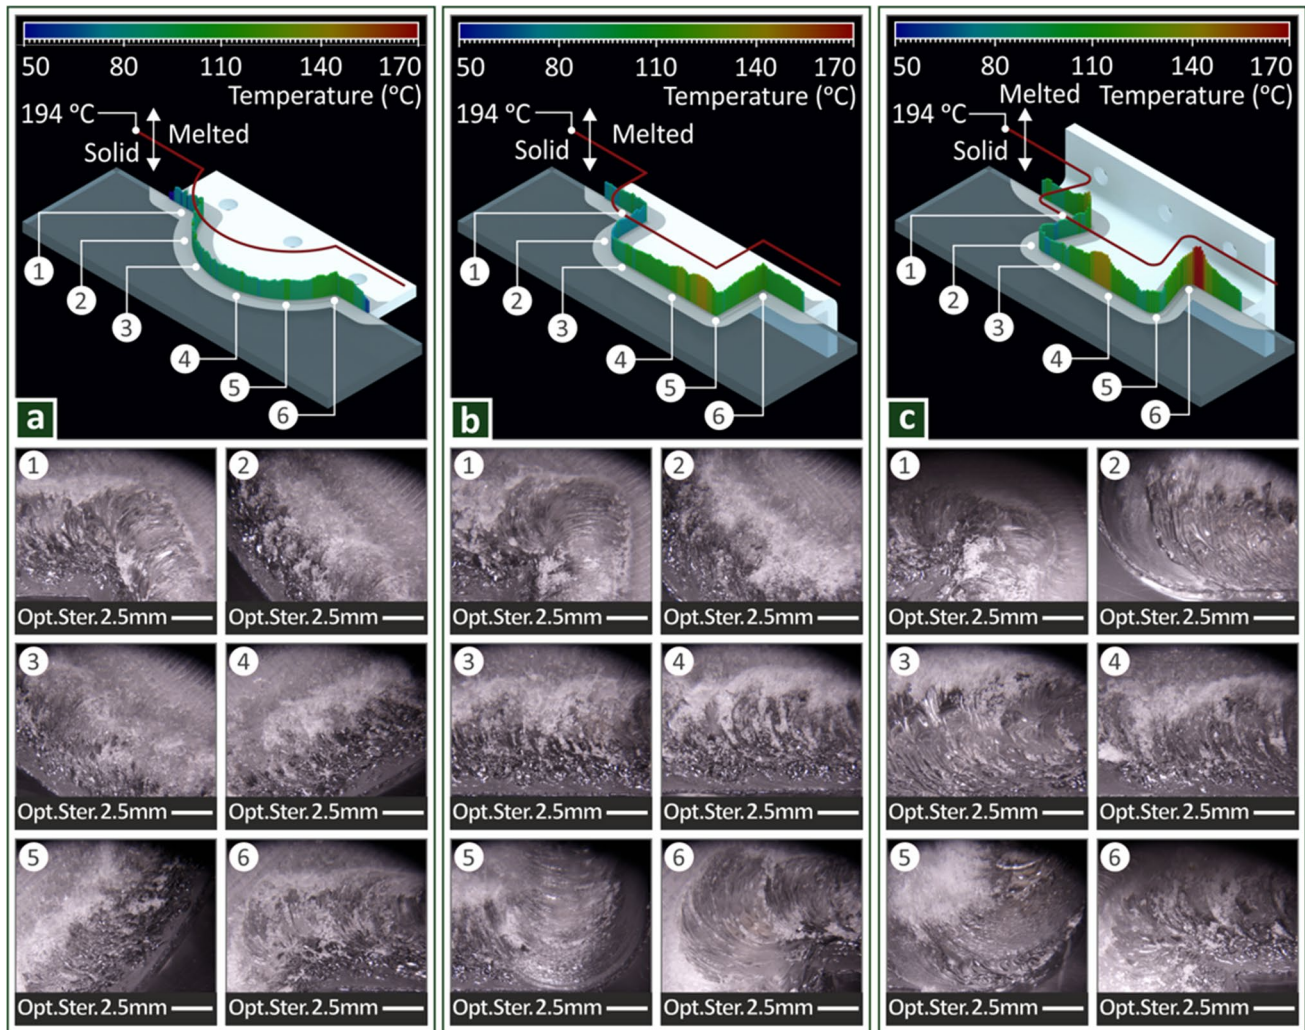 50 80 110 140 170
Temperature (°C)
194 °C
Melted
Solid
1
2
3
4
5
6
a
50 80 110 140 170
Temperature (°C)
194 °C
Melted
Solid
1
2
3
4
5
6
b
50 80 110 140 170
Melted Temperature (°C)
194 °C
Solid
1
2
3
4
5
6
c
1 2
Opt.Ster. 2.5mm Opt.Ster. 2.5mm
3 4
Opt.Ster. 2.5mm Opt.Ster. 2.5mm
5 6
Opt.Ster. 2.5mm Opt.Ster. 2.5mm
1 2
Opt.Ster. 2.5mm Opt.Ster. 2.5mm
3 4
Opt.Ster. 2.5mm Opt.Ster. 2.5mm
5 6
Opt.Ster. 2.5mm Opt.Ster. 2.5mm
1 2
Opt.Ster. 2.5mm Opt.Ster. 2.5mm
3 4
Opt.Ster. 2.5mm Opt.Ster. 2.5mm
5 6
Opt.Ster. 2.5mm Opt.Ster. 2.5mm